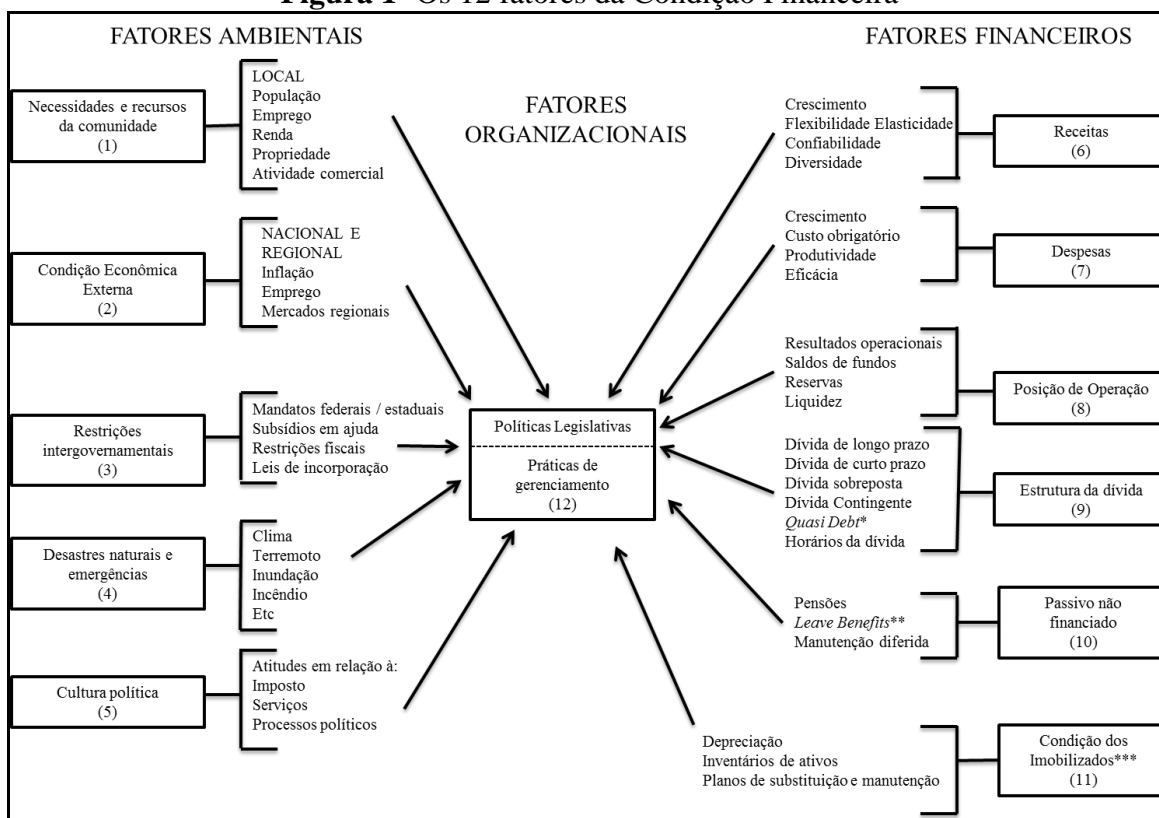 Figura 1- Os 12 fatores da Condição Financeira
FATORES AMBIENTAIS
Necessidades e recursos
da comunidade
(1)
LOCAL
População
Emprego
Renda
Propriedade
Atividade comercial
Condição Econômica
Externa
(2)
NACIONAL E
REGIONAL
Inflação
Emprego
Mercados regionais
Restrições
intergovernamentais
(3)
Mandatos federais / estaduais
Subsídios em ajuda
Restrições fiscais
Leis de incorporação
Desastres naturais e
emergências
(4)
Clima
Terremoto
Inundação
Incêndio
Etc
Cultura política
(5)
Atitudes em relação à:
Imposto
Serviços
Processos políticos
FATORES
ORGANIZACIONAIS
Políticas Legislativas
Práticas de
gerenciamento
(12)
FATORES FINANCEIROS
Crescimento
Flexibilidade Elasticidade
Confiabilidade
Diversidade
Receitas
(6)
Crescimento
Custo obrigatório
Produtividade
Eficácia
Despesas
(7)
Resultados operacionais
Saldos de fundos
Reservas
Liquidez
Posição de Operação
(8)
Dívida de longo prazo
Dívida de curto prazo
Dívida sobreposta
Dívida Contingente
Quasi Debt*
Horários da dívida
Estrutura da dívida
(9)
Pensões
Leave Benefits**
Manutenção diferida
Passivo não
financiado
(10)
Depreciação
Inventários de ativos
Planos de substituição e manutenção
Condição dos
Imobilizados***
(11)